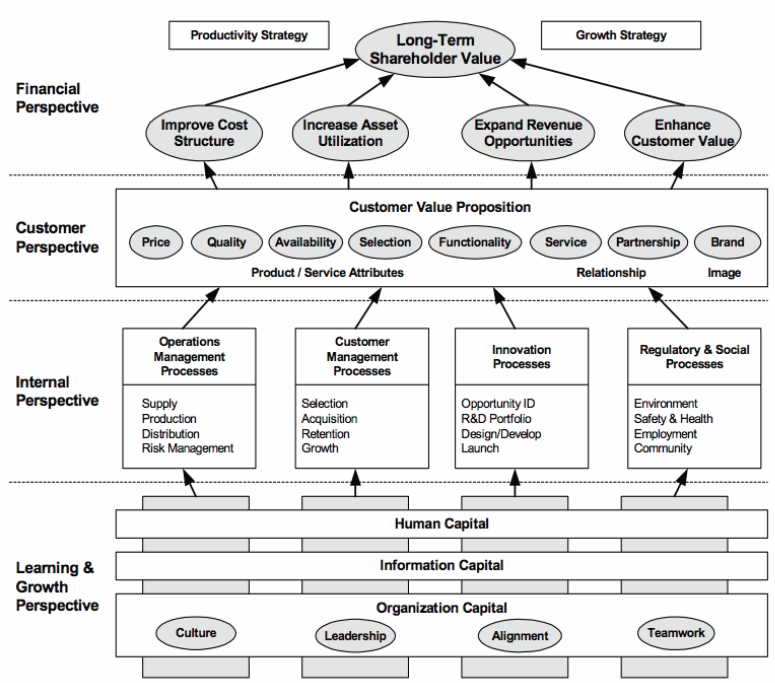 Productivity Strategy
Long-Term
Shareholder Value
Growth Strategy
Financial
Perspective
Improve Cost
Structure
Increase Asset
Utilization
Expand Revenue
Opportunities
Enhance
Customer Value
Customer
Perspective
Customer Value Proposition
Price
Quality
Availability
Selection
Functionality
Service
Partnership
Brand
Product / Service Attributes
Relationship
Image
Internal
Perspective
Operations
Management
Processes
Supply
Production
Distribution
Risk Management
Customer
Management
Processes
Selection
Acquisition
Retention
Growth
Innovation
Processes
Opportunity ID
R&D Portfolio
Design/Develop
Launch
Regulatory & Social
Processes
Environment
Safety & Health
Employment
Community
Learning &
Growth
Perspective
Human Capital
Information Capital
Organization Capital
Culture
Leadership
Alignment
Teamwork